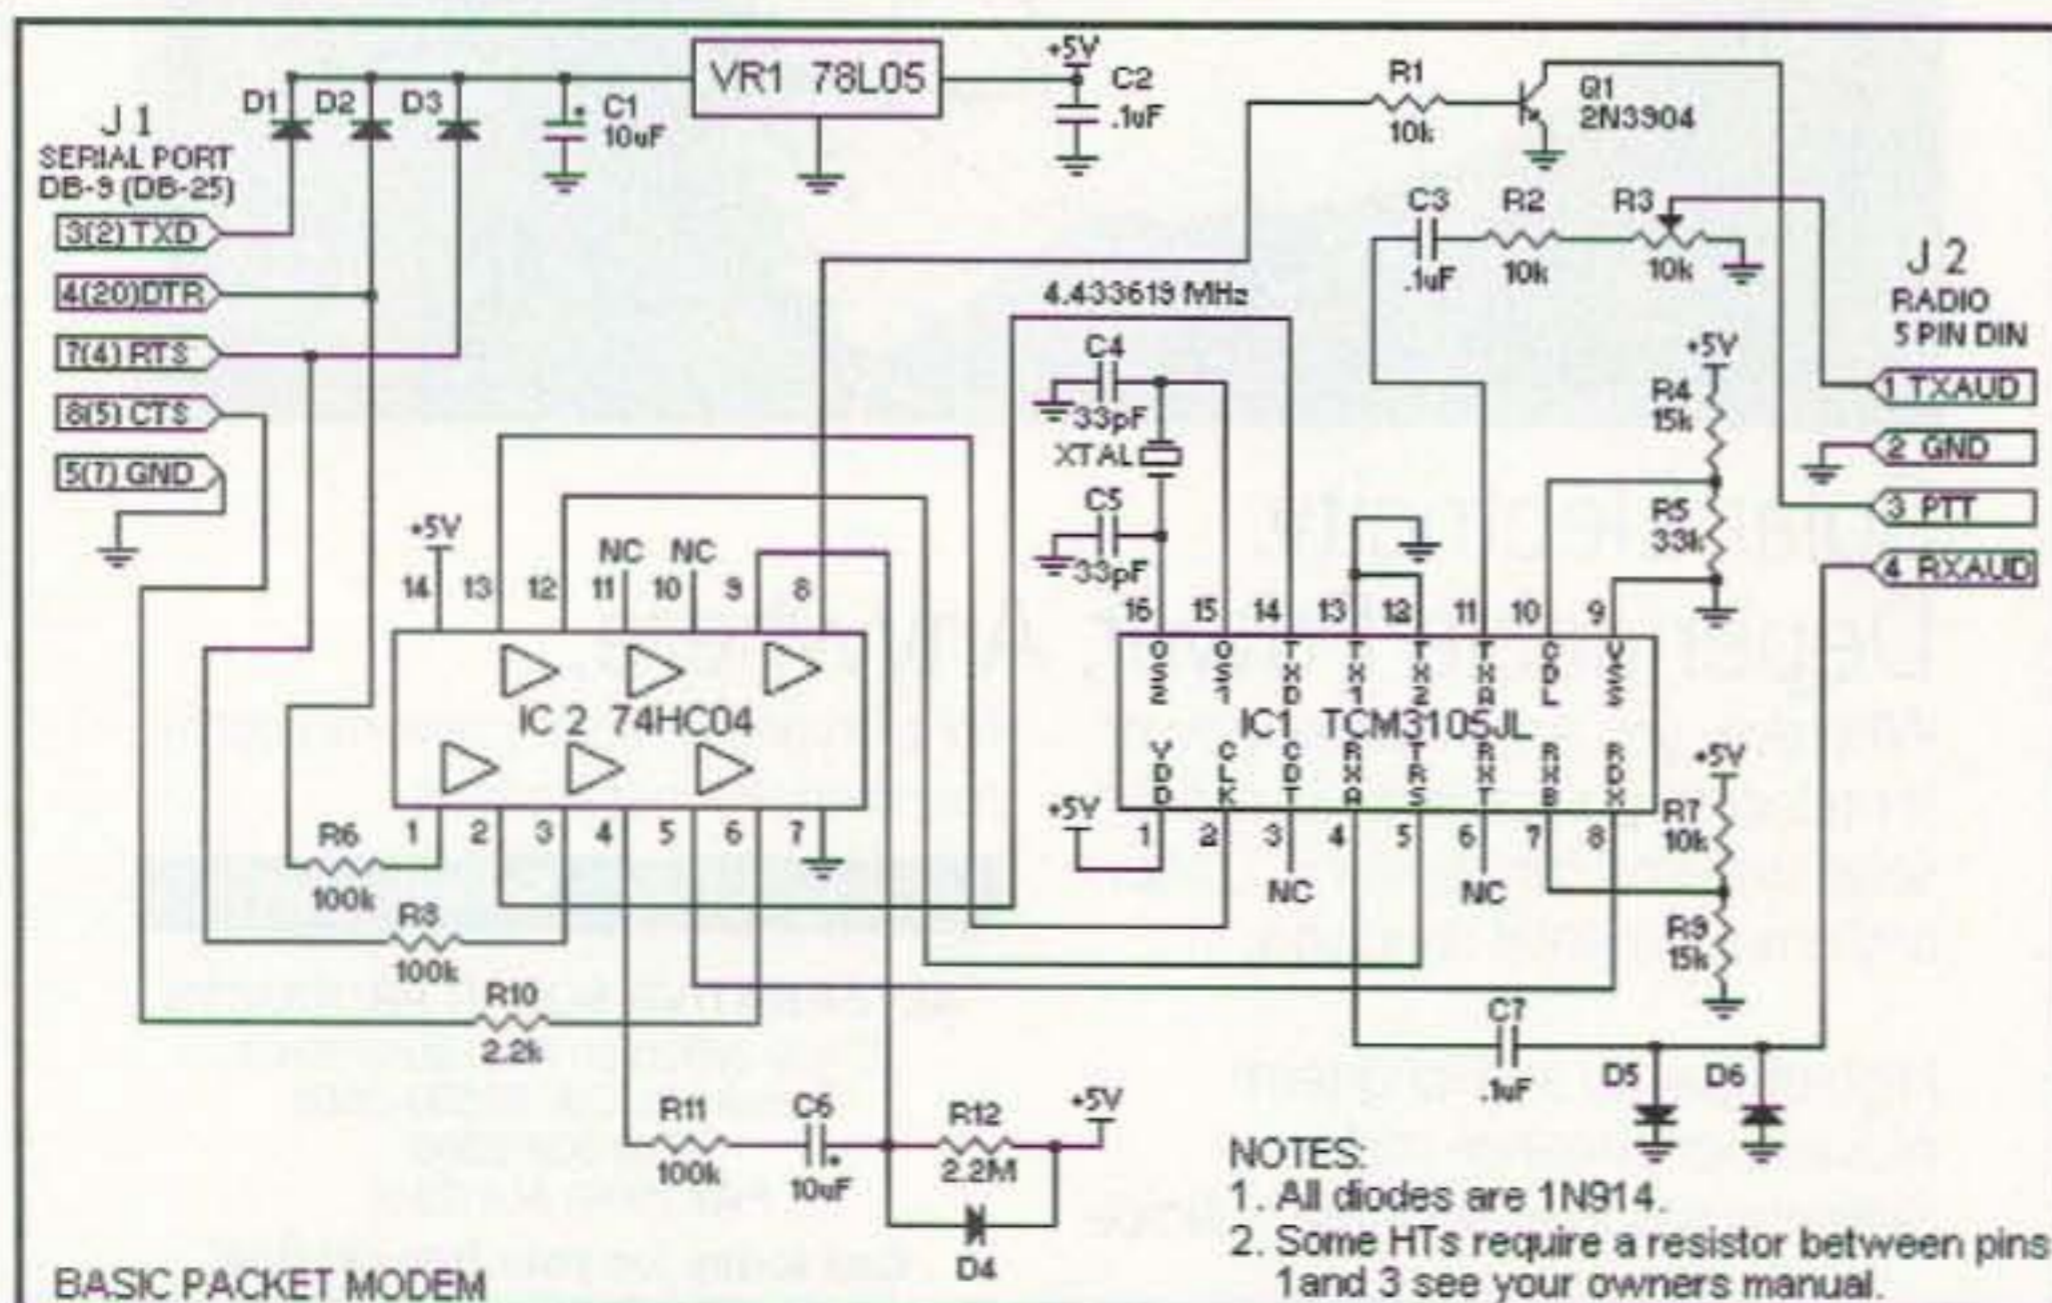 J 1
SERIAL PORT
DB-9 (DB-25)
3(2) TXD
4(20)DTR
7(4) RTS
8(5) CTS
5(7) GND
D1
D2
D3
C1
10uF
VR1 78L05
+5V
C2
.1uF
R1
10k
Q1
2N3904
C3
.1uF
R2
10k
R3
10k
J 2
RADIO
5 PIN DIN
1 TXAUD
2 GND
3 PTT
4 RXAUD
4.433619 MHz
C4
33pF
XTAL
C5
33pF
+5V
R4
15k
R5
33k
+5V
NC
NC
14
13
12
11
10
9
8
IC 2 74HC04
1
2
3
4
5
6
7
16
15
14
13
12
11
10
9
OS2
OS1
TXD
TX1
TX2
TXA
CDL
VSS
IC1 TCM3105JL
VDD
CLK
CDT
RXA
TRS
RXT
RXB
RDX
+5V
1
2
3
4
5
6
7
8
NC
NC
+5V
R7
10k
R9
15k
R6
100k
R8
100k
R10
2.2k
R11
100k
C6
10uF
R12
2.2M
+5V
D4
C7
.1uF
D5
D6
NOTES:
1. All diodes are 1N914.
2. Some HTs require a resistor between pins
1and 3 see your owners manual.
BASIC PACKET MODEM